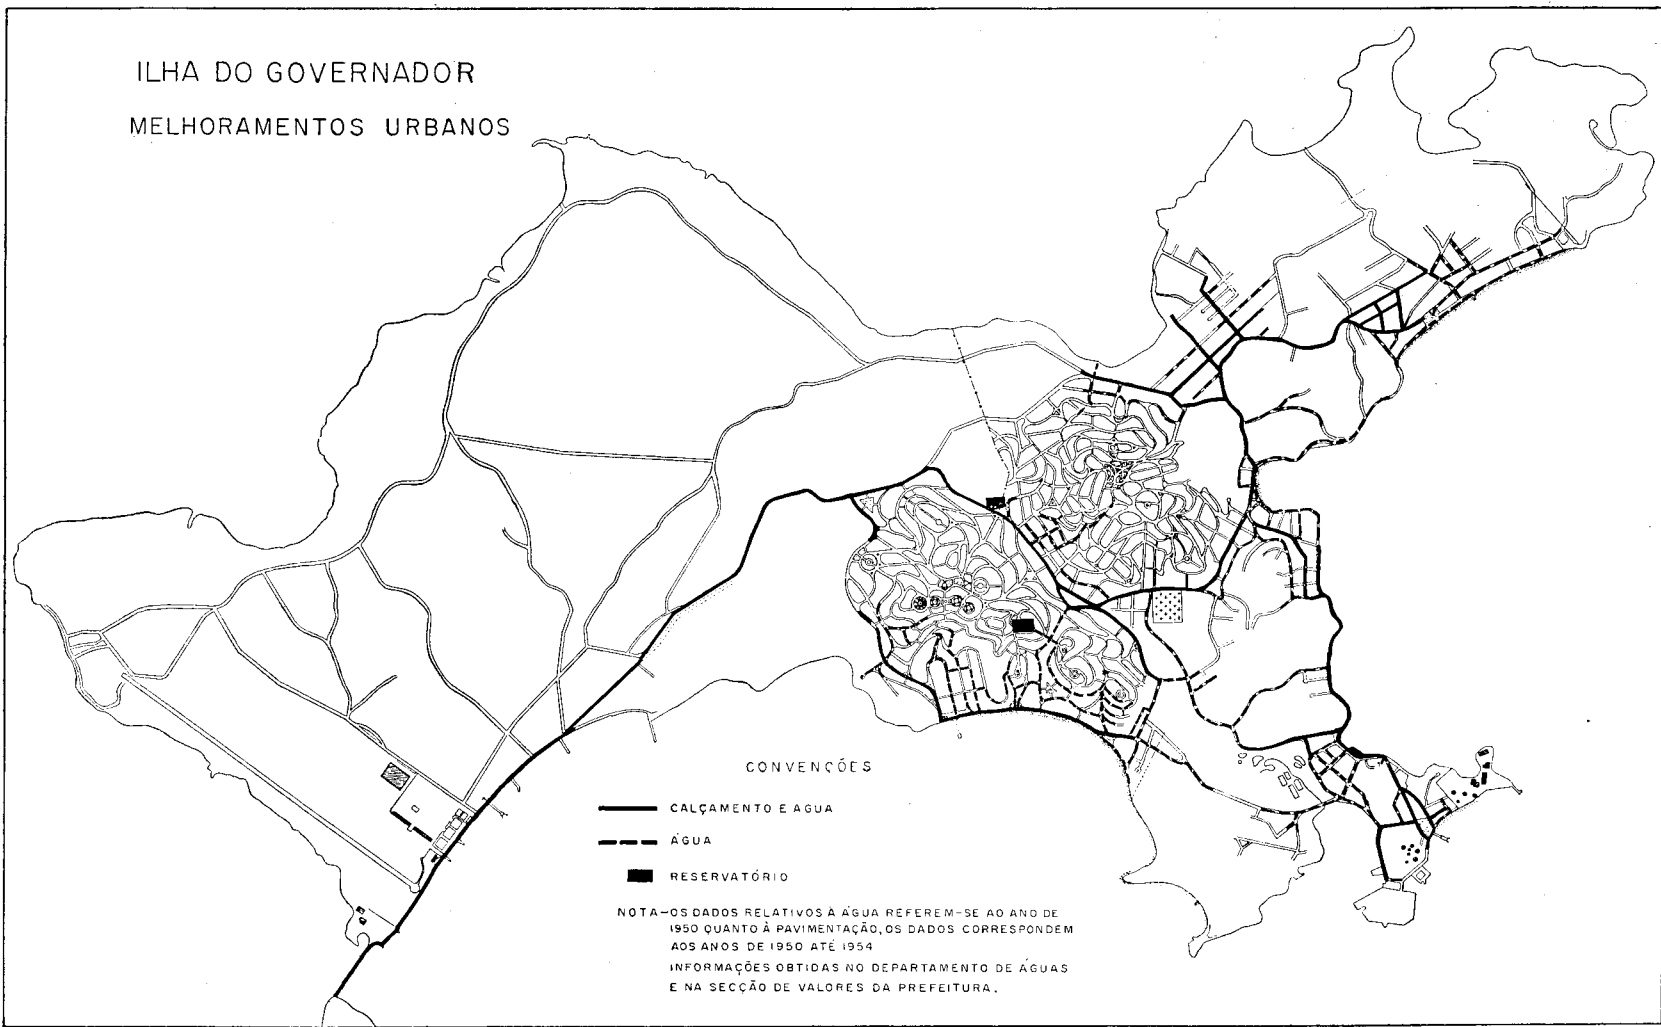 ILHA DO GOVERNADOR
MELHORAMENTOS URBANOS
CONVENÇÕES
CALÇAMENTO E AGUA
ÁGUA
RESERVATÓRIO
NOTA-OS DADOS RELATIVOS À ÁGUA REFEREM-SE AO ANO DE
1950 QUANTO À PAVIMENTAÇÃO, OS DADOS CORRESPONDEM
AOS ANOS DE 1950 ATÉ 1954
INFORMAÇÕES OBTIDAS NO DEPARTAMENTO DE ÁGUAS
E NA SECÇÃO DE VALORES DA PREFEITURA.